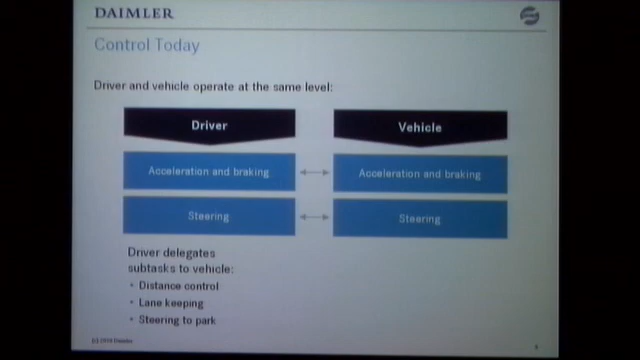 DAIMLER
Control Today
Driver and vehicle operate at the same level:
Driver
Vehicle
Acceleration and braking
Acceleration and braking
Steering
Steering
Driver delegates
subtasks to vehicle:
• Distance control
• Lane keeping
• Steering to park